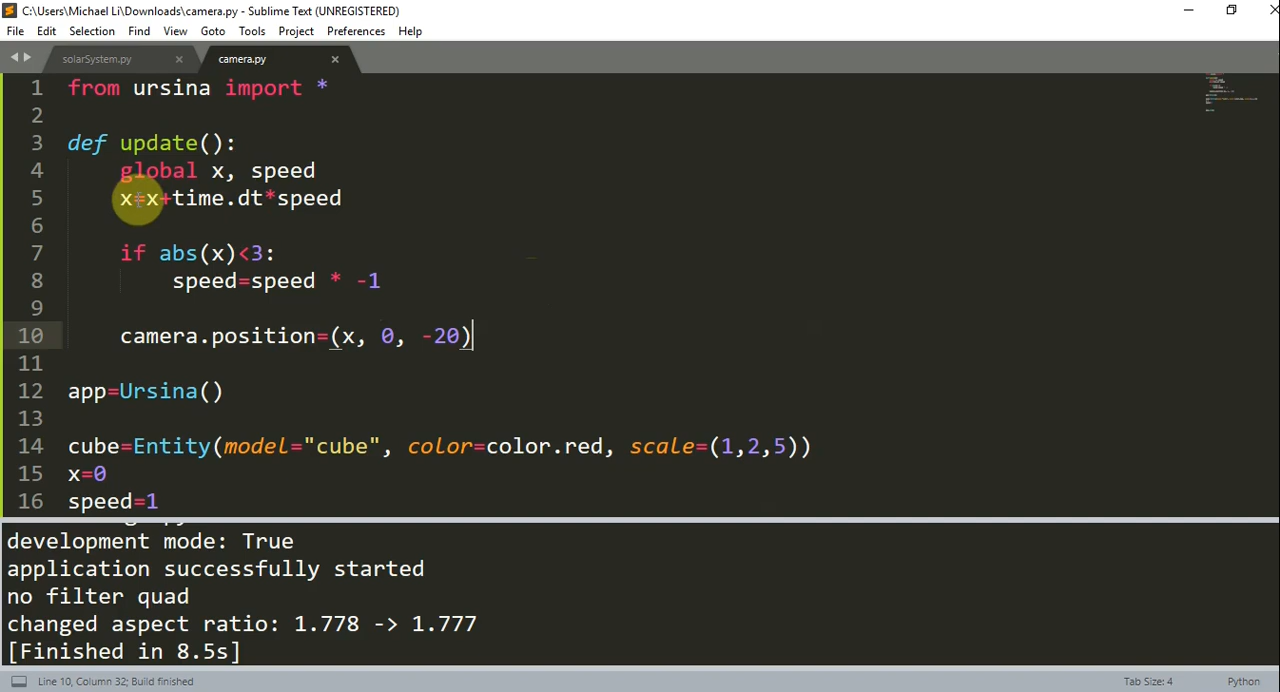 C:\Users\Michael Li\Downloads\camera.py - Sublime Text (UNREGISTERED)
File Edit Selection Find View Goto Tools Project Preferences Help
solarSystem.py × camera.py ×
1 from ursina import *
2
3 def update():
4 global x, speed
5 x=x+time.dt*speed
6
7 if abs(x)<3:
8 speed=speed * -1
9
10 camera.position=(x, 0, -20)
11
12 app=Ursina()
13
14 cube=Entity(model="cube", color=color.red, scale=(1,2,5))
15 x=0
16 speed=1
development mode: True
application successfully started
no filter quad
changed aspect ratio: 1.778 -> 1.777
[Finished in 8.5s]
Line 10, Column 32; Build finished Tab Size: 4 Python